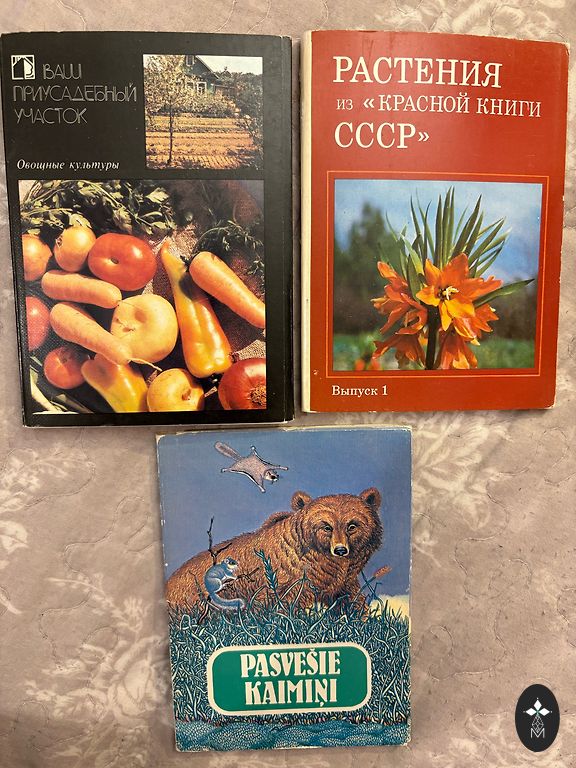 ВАШ
ПРИУСАДЕБНЫЙ
УЧАСТОК
Овощные культуры
РАСТЕНИЯ
ИЗ «КРАСНОЙ КНИГИ
СССР»
Выпуск 1
PASVEŠIE
KAIMIŅI
M